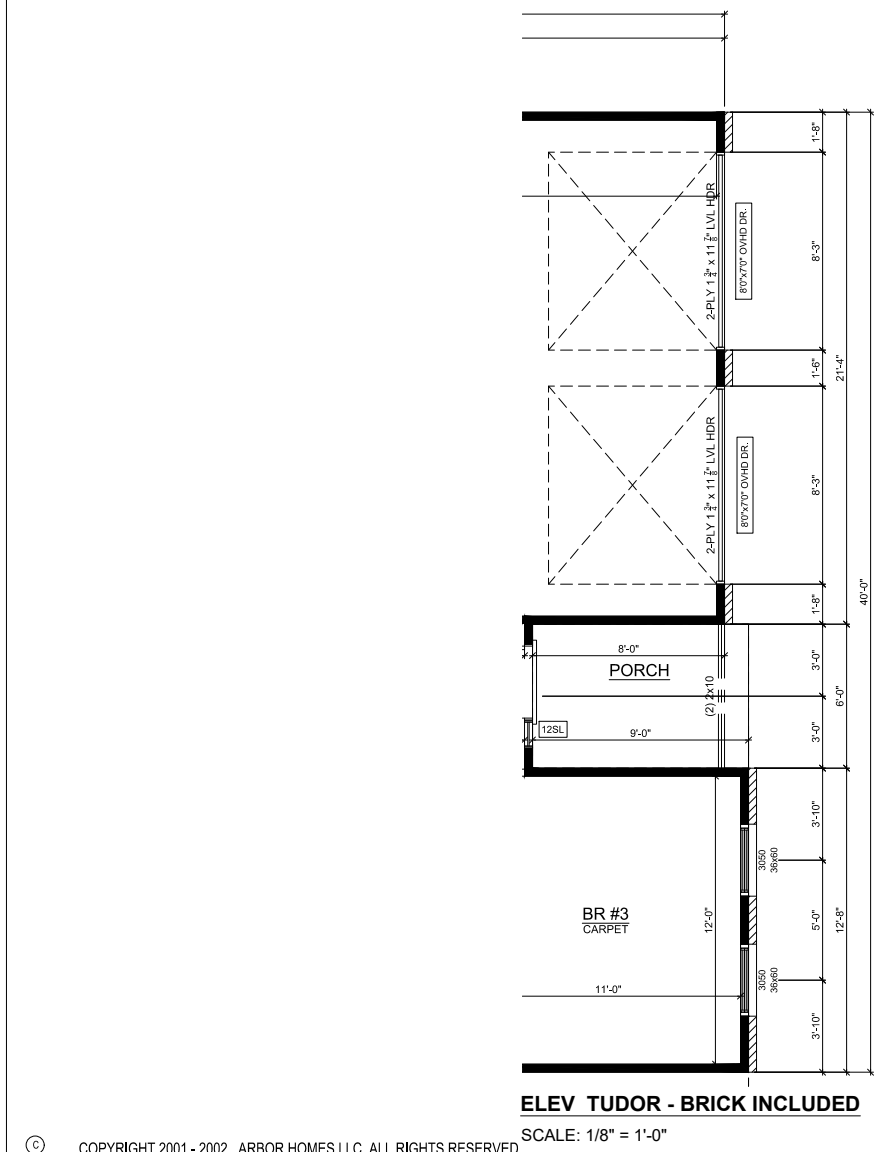 1'-8"
2-PLY 1 3/4" x 11 7/8" LVL HDR
8'0"x7'0" OVHD DR.
8'-3"
1'-6"
21'-4"
2-PLY 1 3/4" x 11 7/8" LVL HDR
8'0"x7'0" OVHD DR.
8'-3"
1'-8"
40'-0"
8'-0"
PORCH
(2) 2x10
3'-0"
6'-0"
12SL
9'-0"
3'-0"
3'-10"
3050
36x60
BR #3
CARPET
12'-0"
5'-0"
12'-8"
3050
36x60
11'-0"
3'-10"
ELEV TUDOR - BRICK INCLUDED
SCALE: 1/8" = 1'-0"
© COPYRIGHT 2001 - 2002 ARBOR HOMES LLC ALL RIGHTS RESERVED